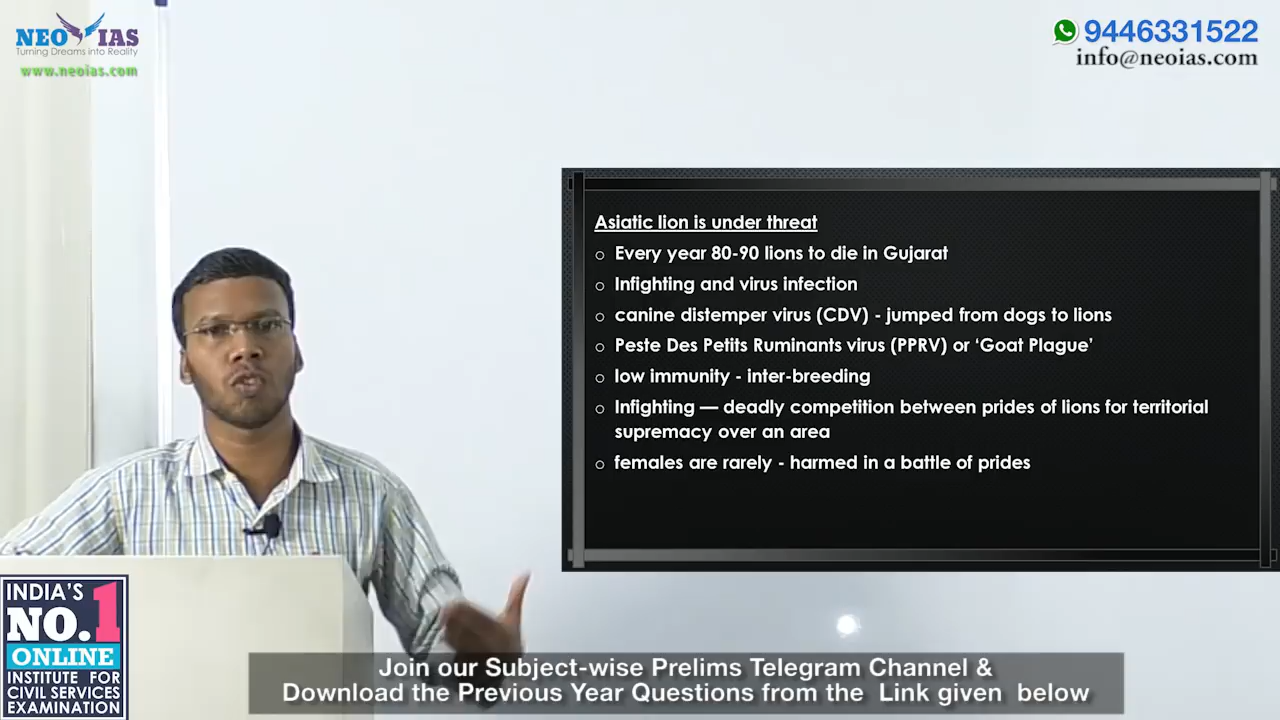 NEO IAS
Turning Dreams into Reality
www.neoias.com
9446331522
info@neoias.com
Asiatic lion is under threat
Every year 80-90 lions to die in Gujarat
Infighting and virus infection
canine distemper virus (CDV) - jumped from dogs to lions
Peste Des Petits Ruminants virus (PPRV) or ‘Goat Plague’
low immunity - inter-breeding
Infighting — deadly competition between prides of lions for territorial
supremacy over an area
females are rarely - harmed in a battle of prides
INDIA'S
NO.1
ONLINE
INSTITUTE FOR
CIVIL SERVICES
EXAMINATION
Join our Subject-wise Prelims Telegram Channel &
Download the Previous Year Questions from the Link given below